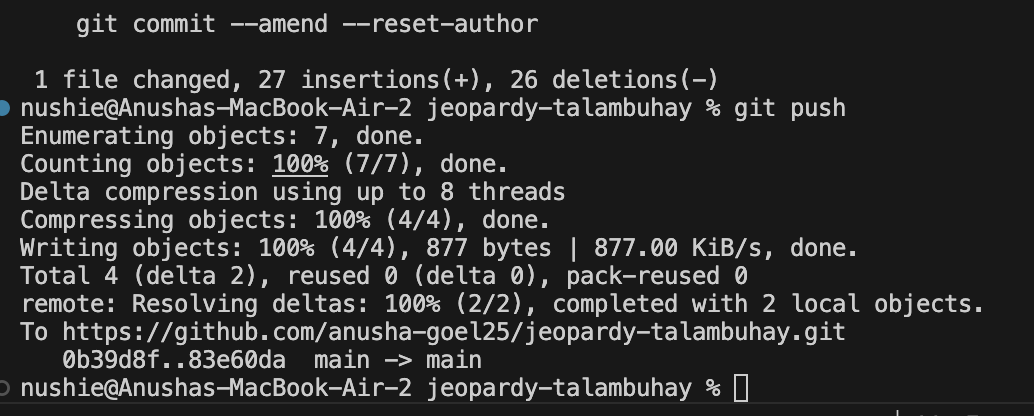 git commit --amend --reset-author
1 file changed, 27 insertions(+), 26 deletions(-)
nushie@Anushas-MacBook-Air-2 jeopardy-talambuhay % git push
Enumerating objects: 7, done.
Counting objects: 100% (7/7), done.
Delta compression using up to 8 threads
Compressing objects: 100% (4/4), done.
Writing objects: 100% (4/4), 877 bytes | 877.00 KiB/s, done.
Total 4 (delta 2), reused 0 (delta 0), pack-reused 0
remote: Resolving deltas: 100% (2/2), completed with 2 local objects.
To https://github.com/anusha-goel25/jeopardy-talambuhay.git
0b39d8f..83e60da  main -> main
nushie@Anushas-MacBook-Air-2 jeopardy-talambuhay %